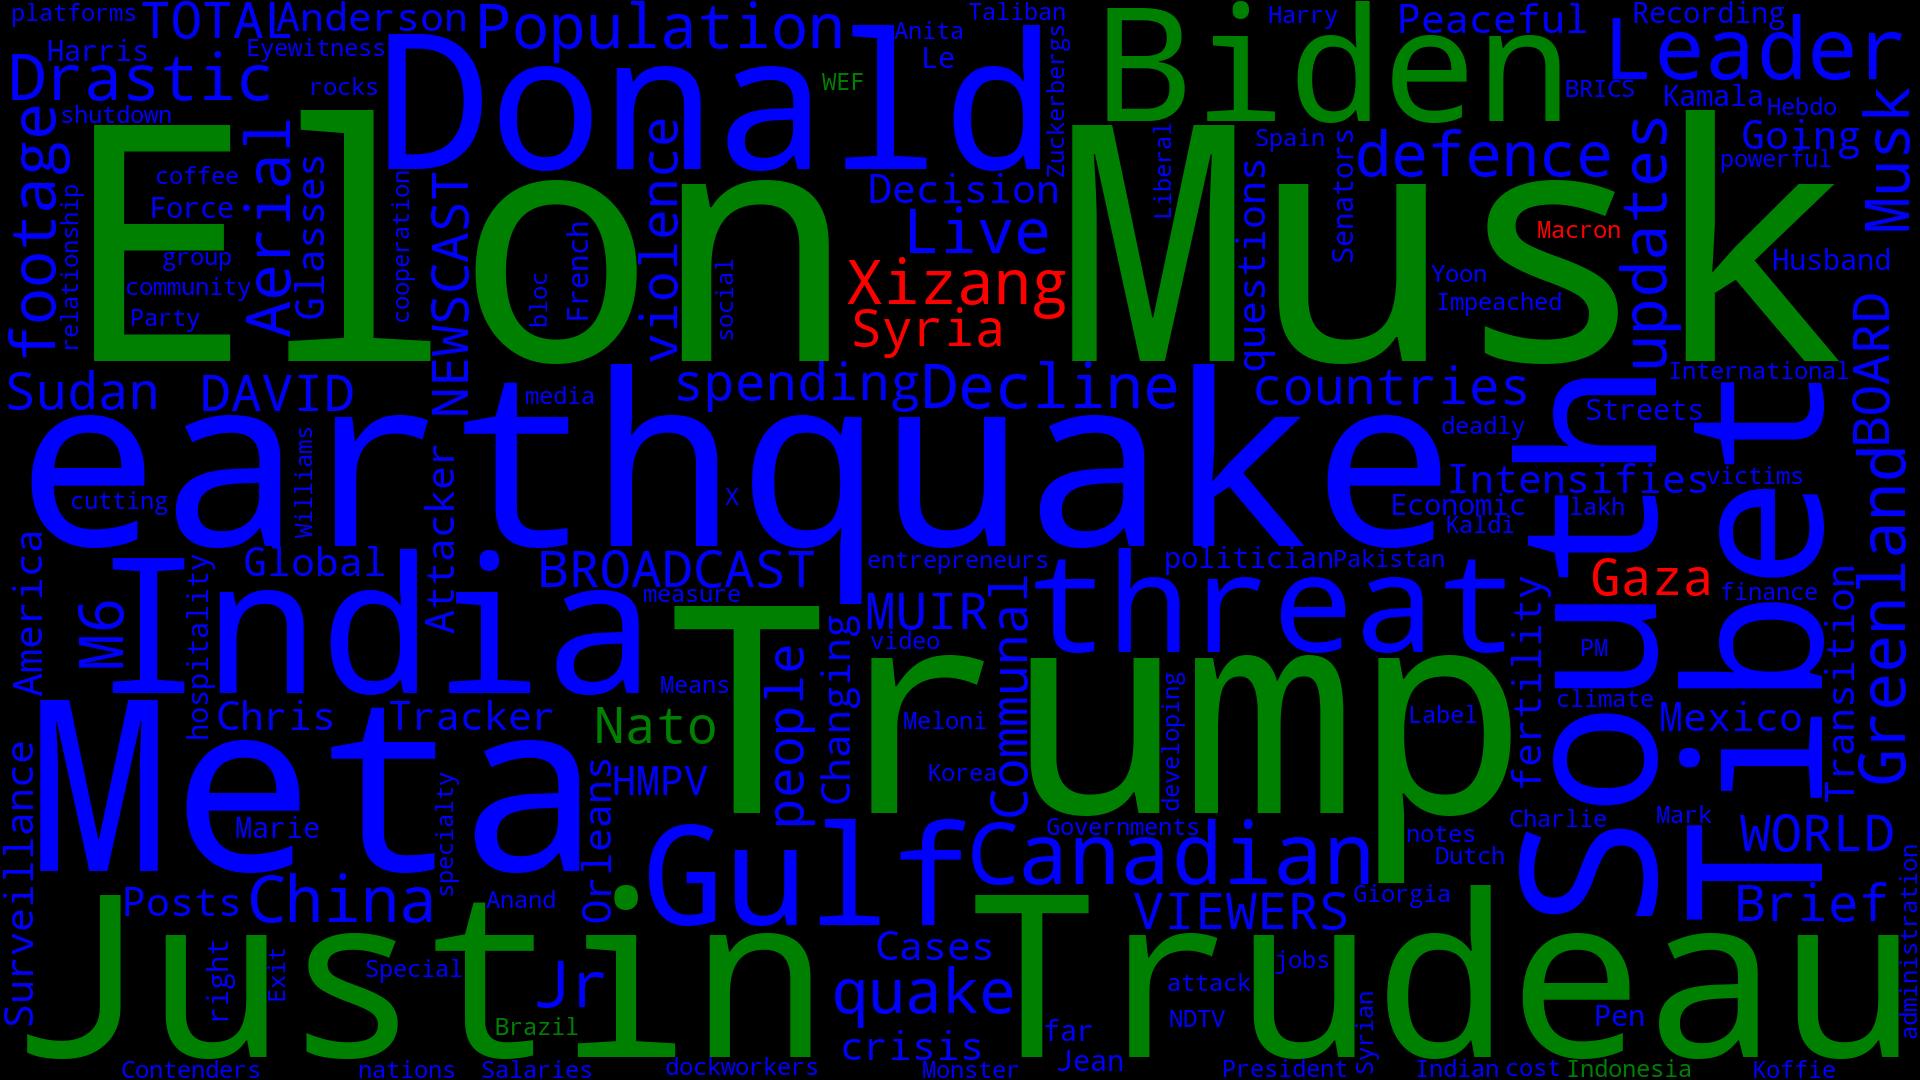 platforms
TOTAL
Anderson
Population
Anita
Taliban
Harry
Peaceful
Recording
Harris
Eyewitness
Donald
Le
Biden
Leader
Drastic
rocks
WEF
Zuckerbergs
BRICS
Kamala
Hebdo
shutdown
footage
Aerial
Glasses
violence
Liberal
Spain
Senators
defence
Going
powerful
Musk
relationship
coffee
Force
group
community
Party
Elon Musk
cooperation
NEWSCAST
bloc
French
social
Decision
Live
Xizang
Syria
questions
Macron
Yoon
Impeached
updates
Husband
Sudan
DAVID
media
spending
Decline
countries
International
BOARD
Streets
deadly
earthquake
cutting
Williams
Attacker
X
Intensifies
victims
Economic
lakh
Kaldi
South
Tibet
Greenland
America
M6
hospitality
Global
India
BROADCAST
measure
entrepreneurs
politician
Pakistan
threat
Gaza
finance
MUIR
video
Communal
fertility
PM
Transition
Means
people
Changing
Trump
climate
Meta
Chris
Tracker
Nato
Meloni
developing
Label
Mexico
HMPV
Korea
Surveillance
Marie
specialty
Orleans
Gulf
Governments
Canadian
notes
Dutch
Charlie
Mark
WORLD
Posts
China
Anand
VIEWERS
Giorgia
Brief
administration
Justin Trudeau
right
Exit
Special
Jr
Brazil
Cases
quake
crisis
far
Jean
attack
jobs
NDTV
Syrian
Pen
Contenders
nations
Salaries
dockworkers
Monster
President
Indian
cost
Indonesia
Koffie